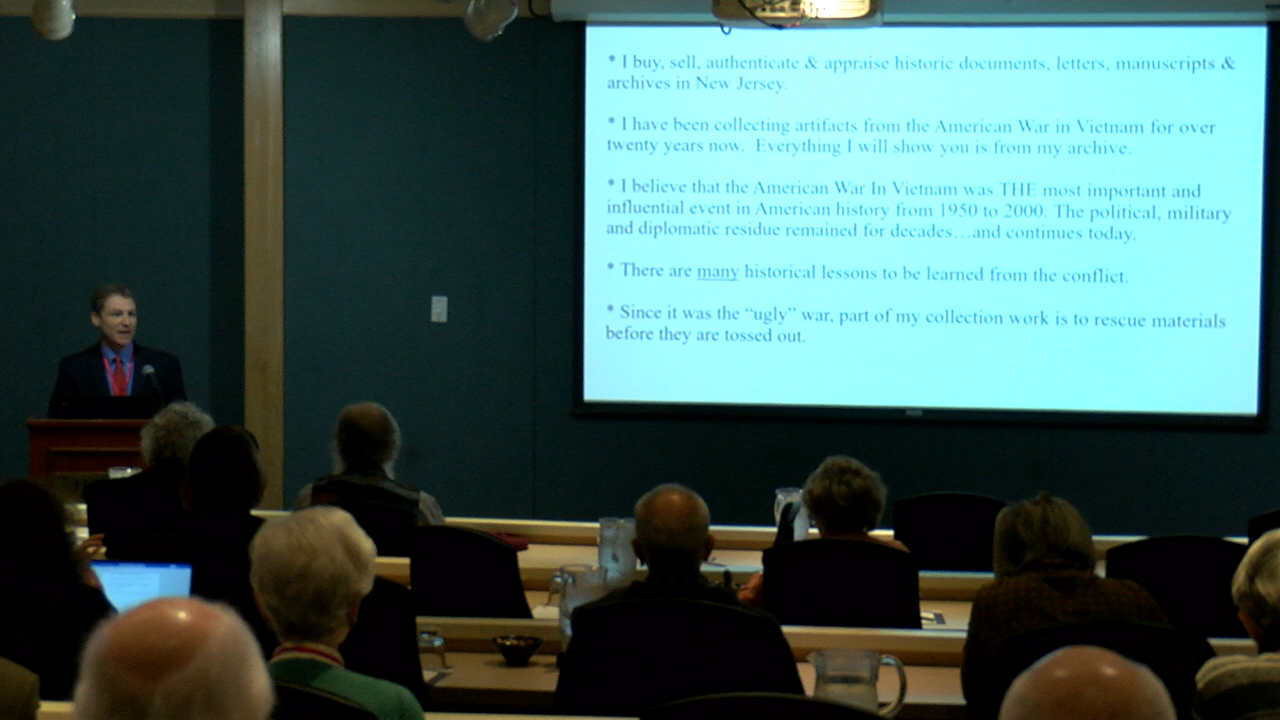 * I buy, sell, authenticate & appraise historic documents, letters, manuscripts &
archives in New Jersey.
* I have been collecting artifacts from the American War in Vietnam for over
twenty years now. Everything I will show you is from my archive.
* I believe that the American War In Vietnam was THE most important and
influential event in American history from 1950 to 2000. The political, military
and diplomatic residue remained for decades…and continues today.
* There are many historical lessons to be learned from the conflict.
* Since it was the “ugly” war, part of my collection work is to rescue materials
before they are tossed out.